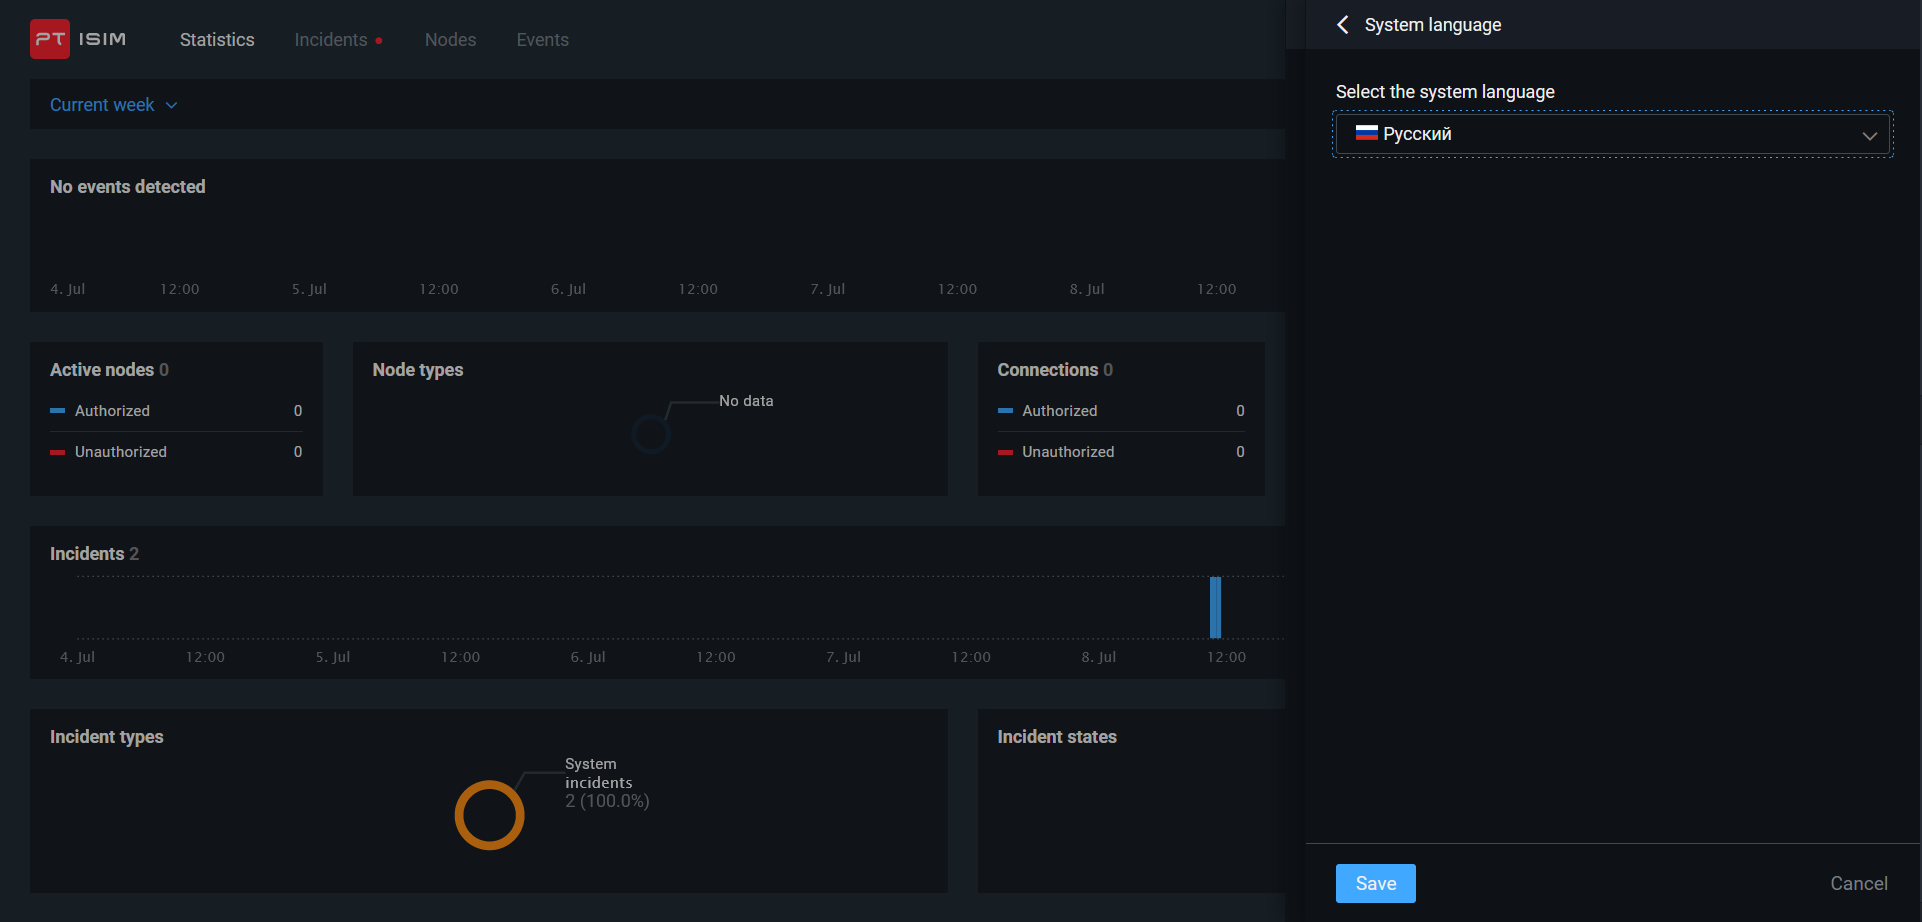 PT ISIM
Statistics
Incidents
Nodes
Events
Current week
No events detected
4. Jul 12:00 5. Jul 12:00 6. Jul 12:00 7. Jul 12:00 8. Jul 12:00
Active nodes 0
Authorized 0
Unauthorized 0
Node types
No data
Connections 0
Authorized 0
Unauthorized 0
Incidents 2
4. Jul 12:00 5. Jul 12:00 6. Jul 12:00 7. Jul 12:00 8. Jul 12:00
Incident types
System
incidents
2 (100.0%)
Incident states
System language
Select the system language
Русский
Save
Cancel